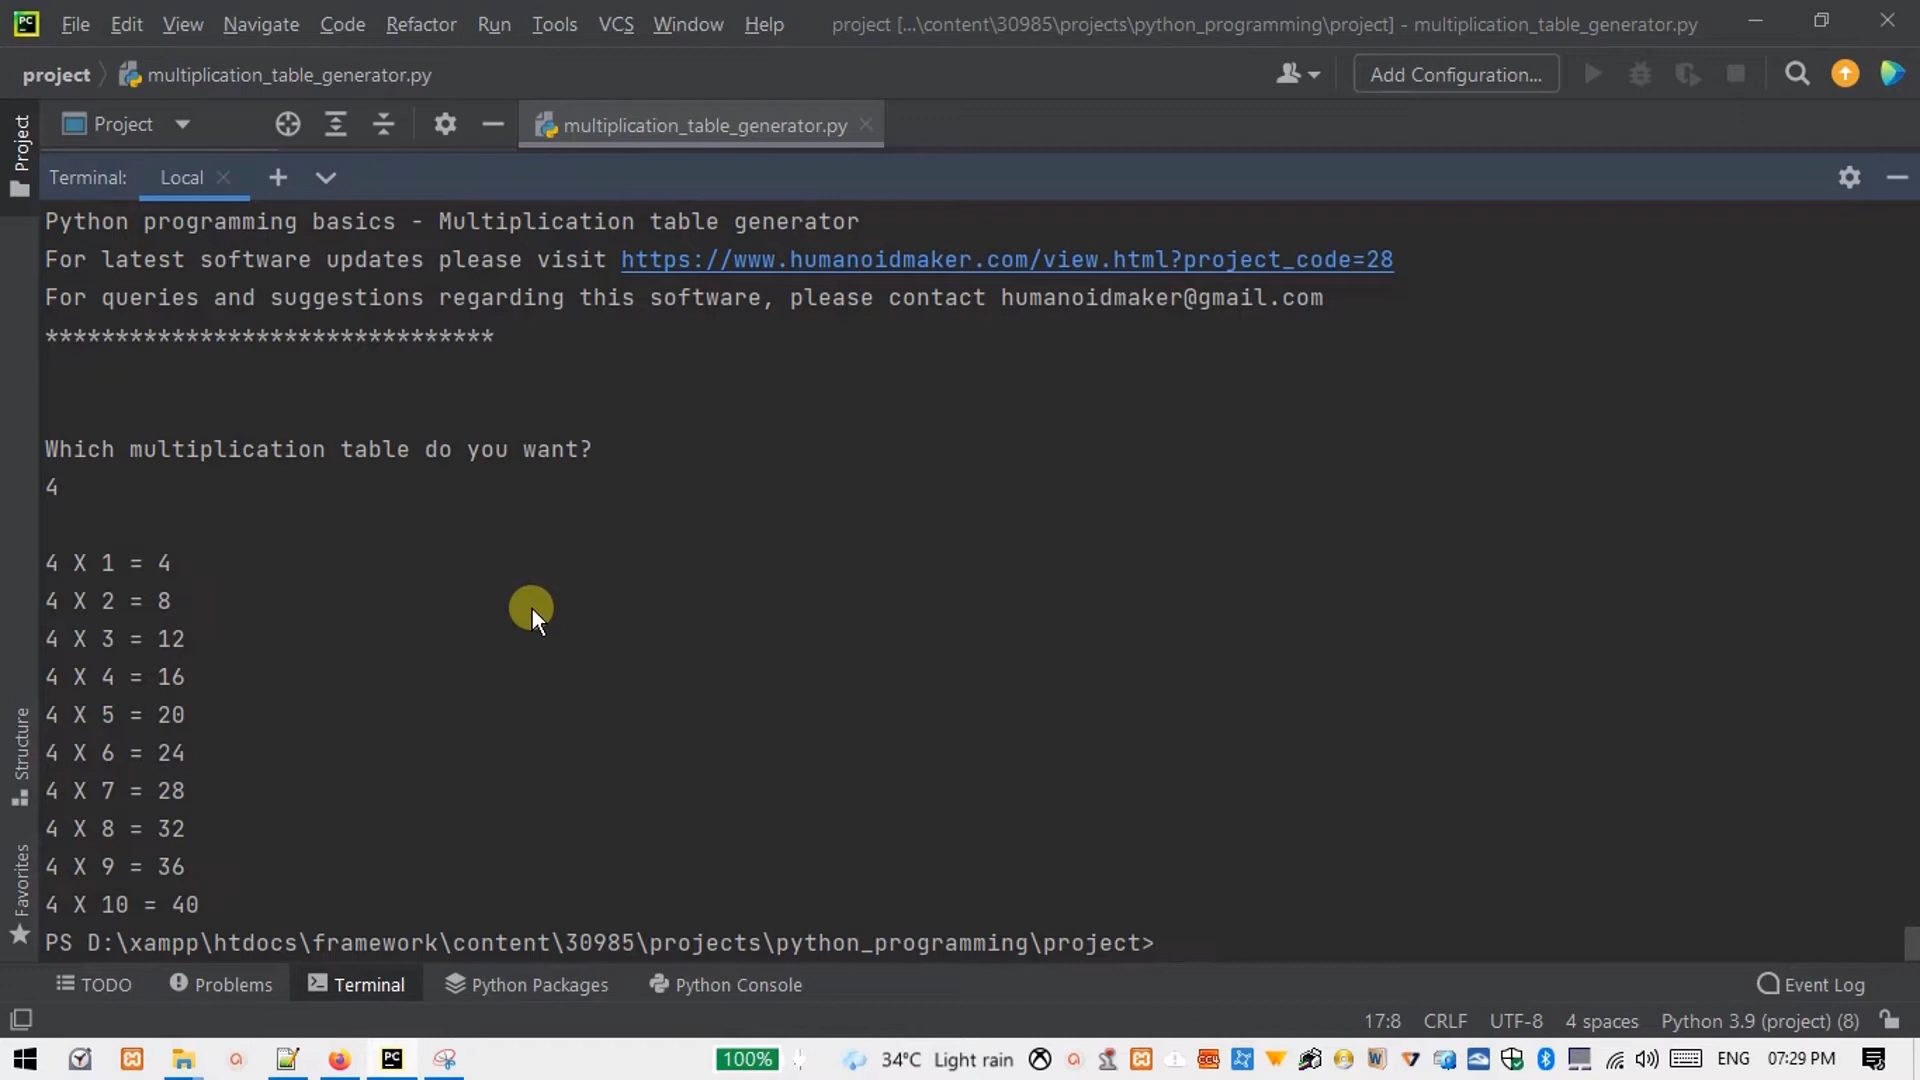 PC File Edit View Navigate Code Refactor Run Tools VCS Window Help project [...\content\30985\projects\python_programming\project] - multiplication_table_generator.py
project multiplication_table_generator.py Add Configuration...
Project multiplication_table_generator.py
Project
Terminal: Local
Python programming basics - Multiplication table generator
For latest software updates please visit https://www.humanoidmaker.com/view.html?project_code=28
For queries and suggestions regarding this software, please contact humanoidmaker@gmail.com
********************************
Which multiplication table do you want?
4
4 X 1 = 4
4 X 2 = 8
4 X 3 = 12
4 X 4 = 16
4 X 5 = 20
4 X 6 = 24
4 X 7 = 28
4 X 8 = 32
4 X 9 = 36
4 X 10 = 40
PS D:\xampp\htdocs\framework\content\30985\projects\python_programming\project>
Structure
Favorites
TODO Problems Terminal Python Packages Python Console Event Log
17:8 CRLF UTF-8 4 spaces Python 3.9 (project) (8)
PC 100% 34°C Light rain CC4 ENG 07:29 PM